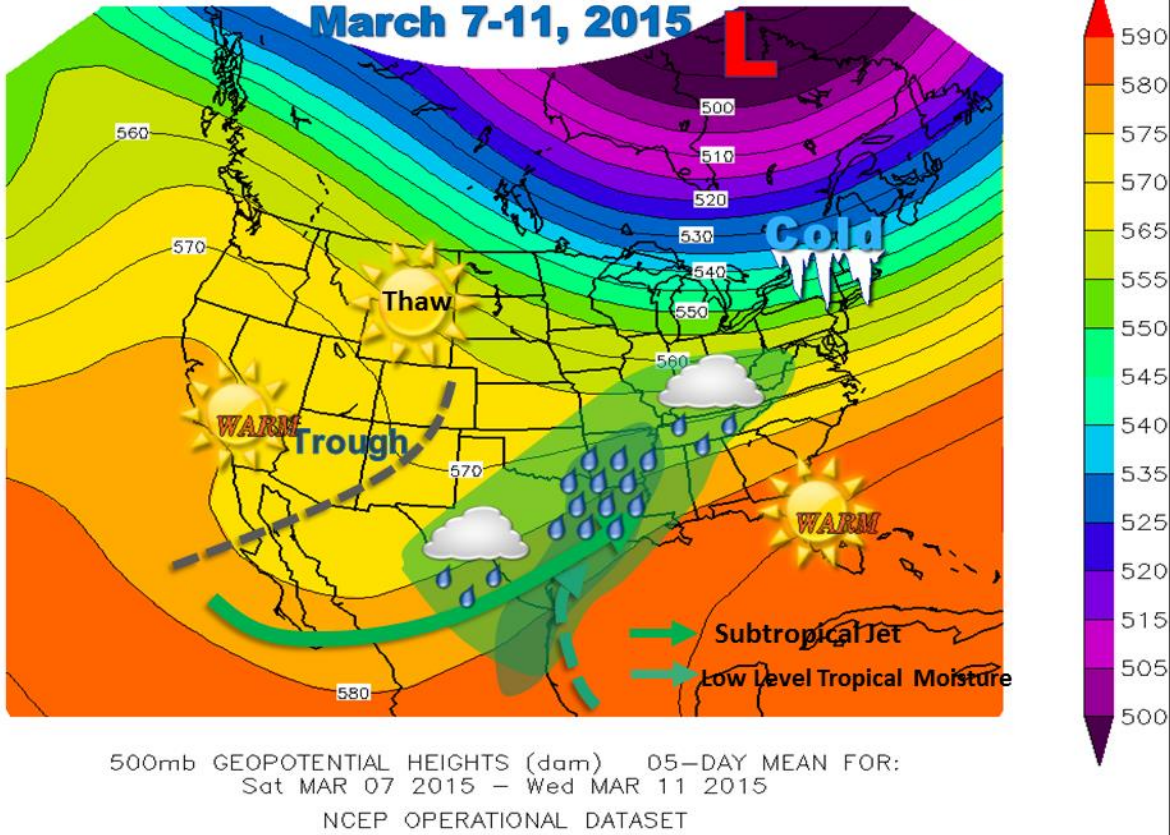 March 7-11, 2015
L
500
510
520
530
540
550
560
560
570
570
580
Cold
Thaw
WARM
Trough
WARM
Subtropical Jet
Low Level Tropical Moisture
590
580
575
570
565
555
550
545
540
535
525
520
515
505
500
500mb GEOPOTENTIAL HEIGHTS (dam) 05-DAY MEAN FOR:
Sat MAR 07 2015 - Wed MAR 11 2015
NCEP OPERATIONAL DATASET